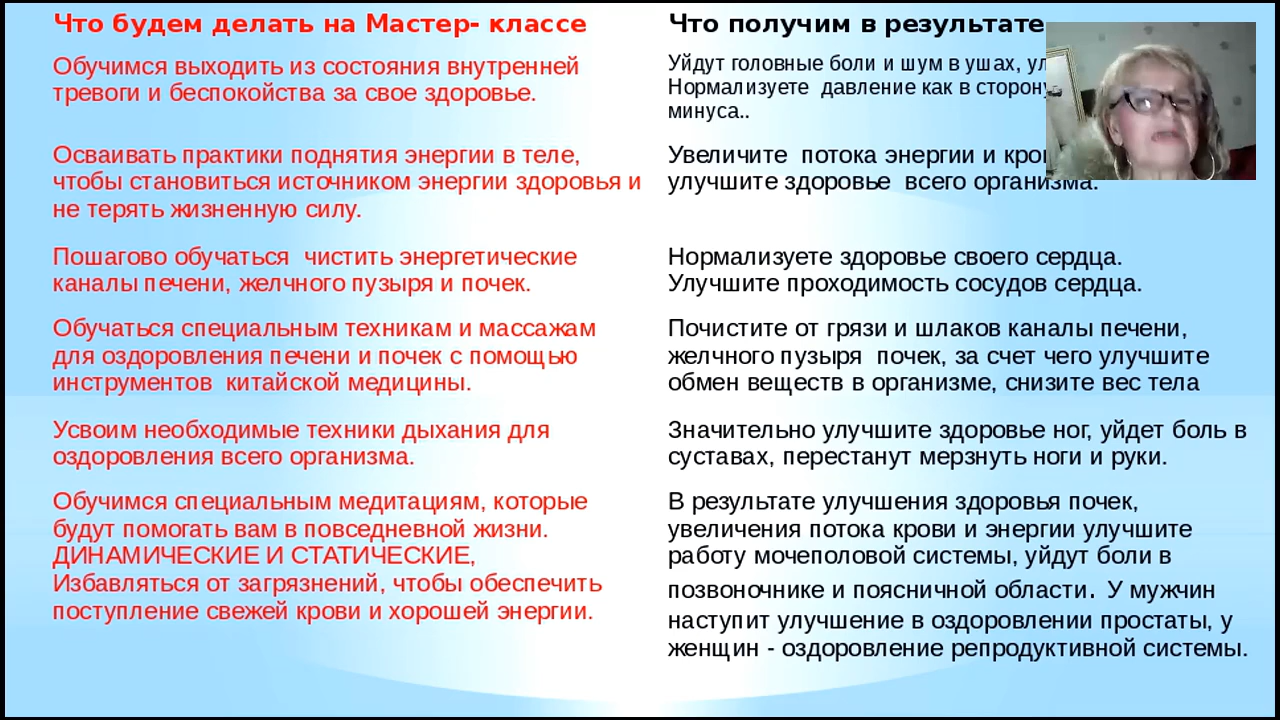 Что будем делать на Мастер- классе
Обучимся выходить из состояния внутренней
тревоги и беспокойства за свое здоровье.
Осваивать практики поднятия энергии в теле,
чтобы становиться источником энергии здоровья и
не терять жизненную силу.
Пошагово обучаться чистить энергетические
каналы печени, желчного пузыря и почек.
Обучаться специальным техникам и массажам
для оздоровления печени и почек с помощью
инструментов китайской медицины.
Усвоим необходимые техники дыхания для
оздоровления всего организма.
Обучимся специальным медитациям, которые
будут помогать вам в повседневной жизни.
ДИНАМИЧЕСКИЕ И СТАТИЧЕСКИЕ,
Избавляться от загрязнений, чтобы обеспечить
поступление свежей крови и хорошей энергии.
Что получим в результате
Уйдут головные боли и шум в ушах,
Нормализуете давление как в сторону
минуса..
Увеличите потока энергии и
улучшите здоровье всего организма.
Нормализуете здоровье своего сердца.
Улучшите проходимость сосудов сердца.
Почистите от грязи и шлаков каналы печени,
желчного пузыря почек, за счет чего улучшите
обмен веществ в организме, снизите вес тела
Значительно улучшите здоровье ног, уйдет боль в
суставах, перестанут мерзнуть ноги и руки.
В результате улучшения здоровья почек,
увеличения потока крови и энергии улучшите
работу мочеполовой системы, уйдут боли в
позвоночнике и поясничной области. У мужчин
наступит улучшение в оздоровлении простаты, у
женщин - оздоровление репродуктивной системы.